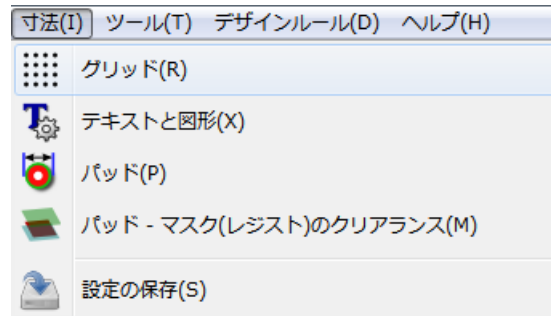 寸法(I) ツール(T) デザインルール(D) ヘルプ(H)
グリッド(R)
テキストと図形(X)
パッド(P)
パッド - マスク(レジスト)のクリアランス(M)
設定の保存(S)